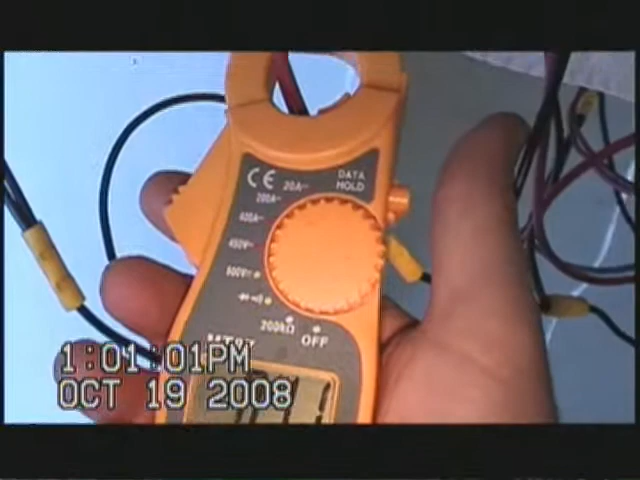 CE
20A~
DATA
HOLD
200A~
400A~
450V~
600V
200kΩ
OFF
1:01:01PM
OCT 19 2008